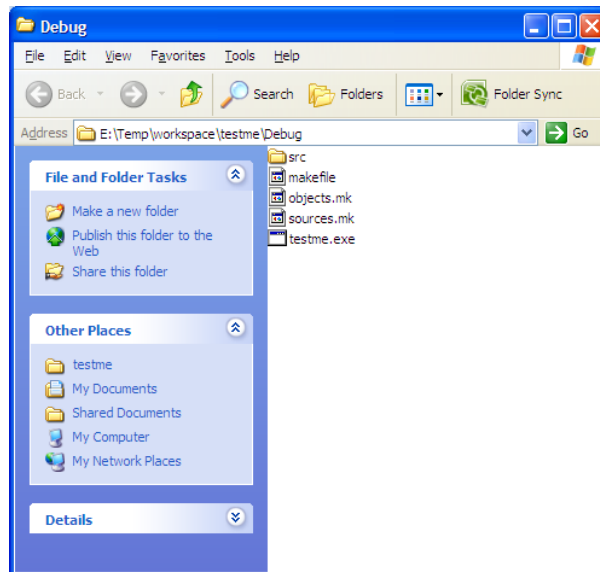 Debug
File Edit View Favorites Tools Help
Back Search Folders Folder Sync
Address E:\Temp\workspace\testme\Debug Go
File and Folder Tasks
Make a new folder
Publish this folder to the
Web
Share this folder
Other Places
testme
My Documents
Shared Documents
My Computer
My Network Places
Details
src
makefile
objects.mk
sources.mk
testme.exe